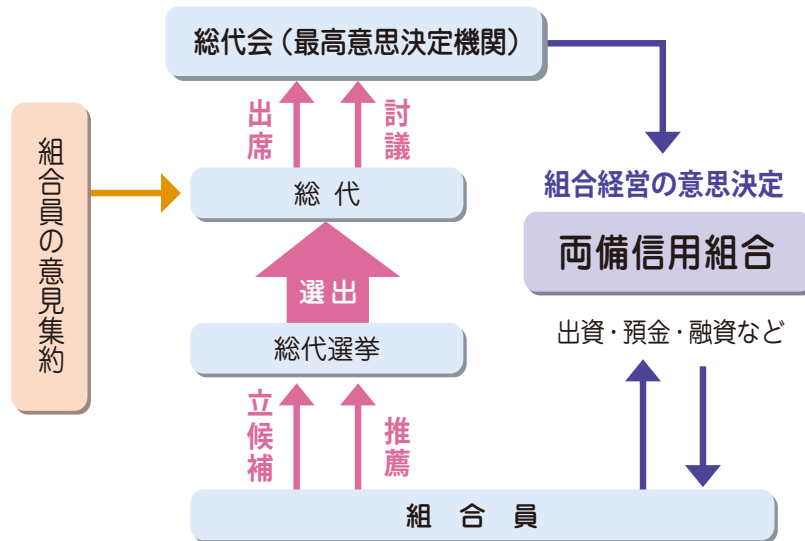 総代会（最高意思決定機関）
出席
討議
組合員の意見集約
総代
組合経営の意思決定
両備信用組合
選出
出資・預金・融資など
総代選挙
立候補
推薦
組合員